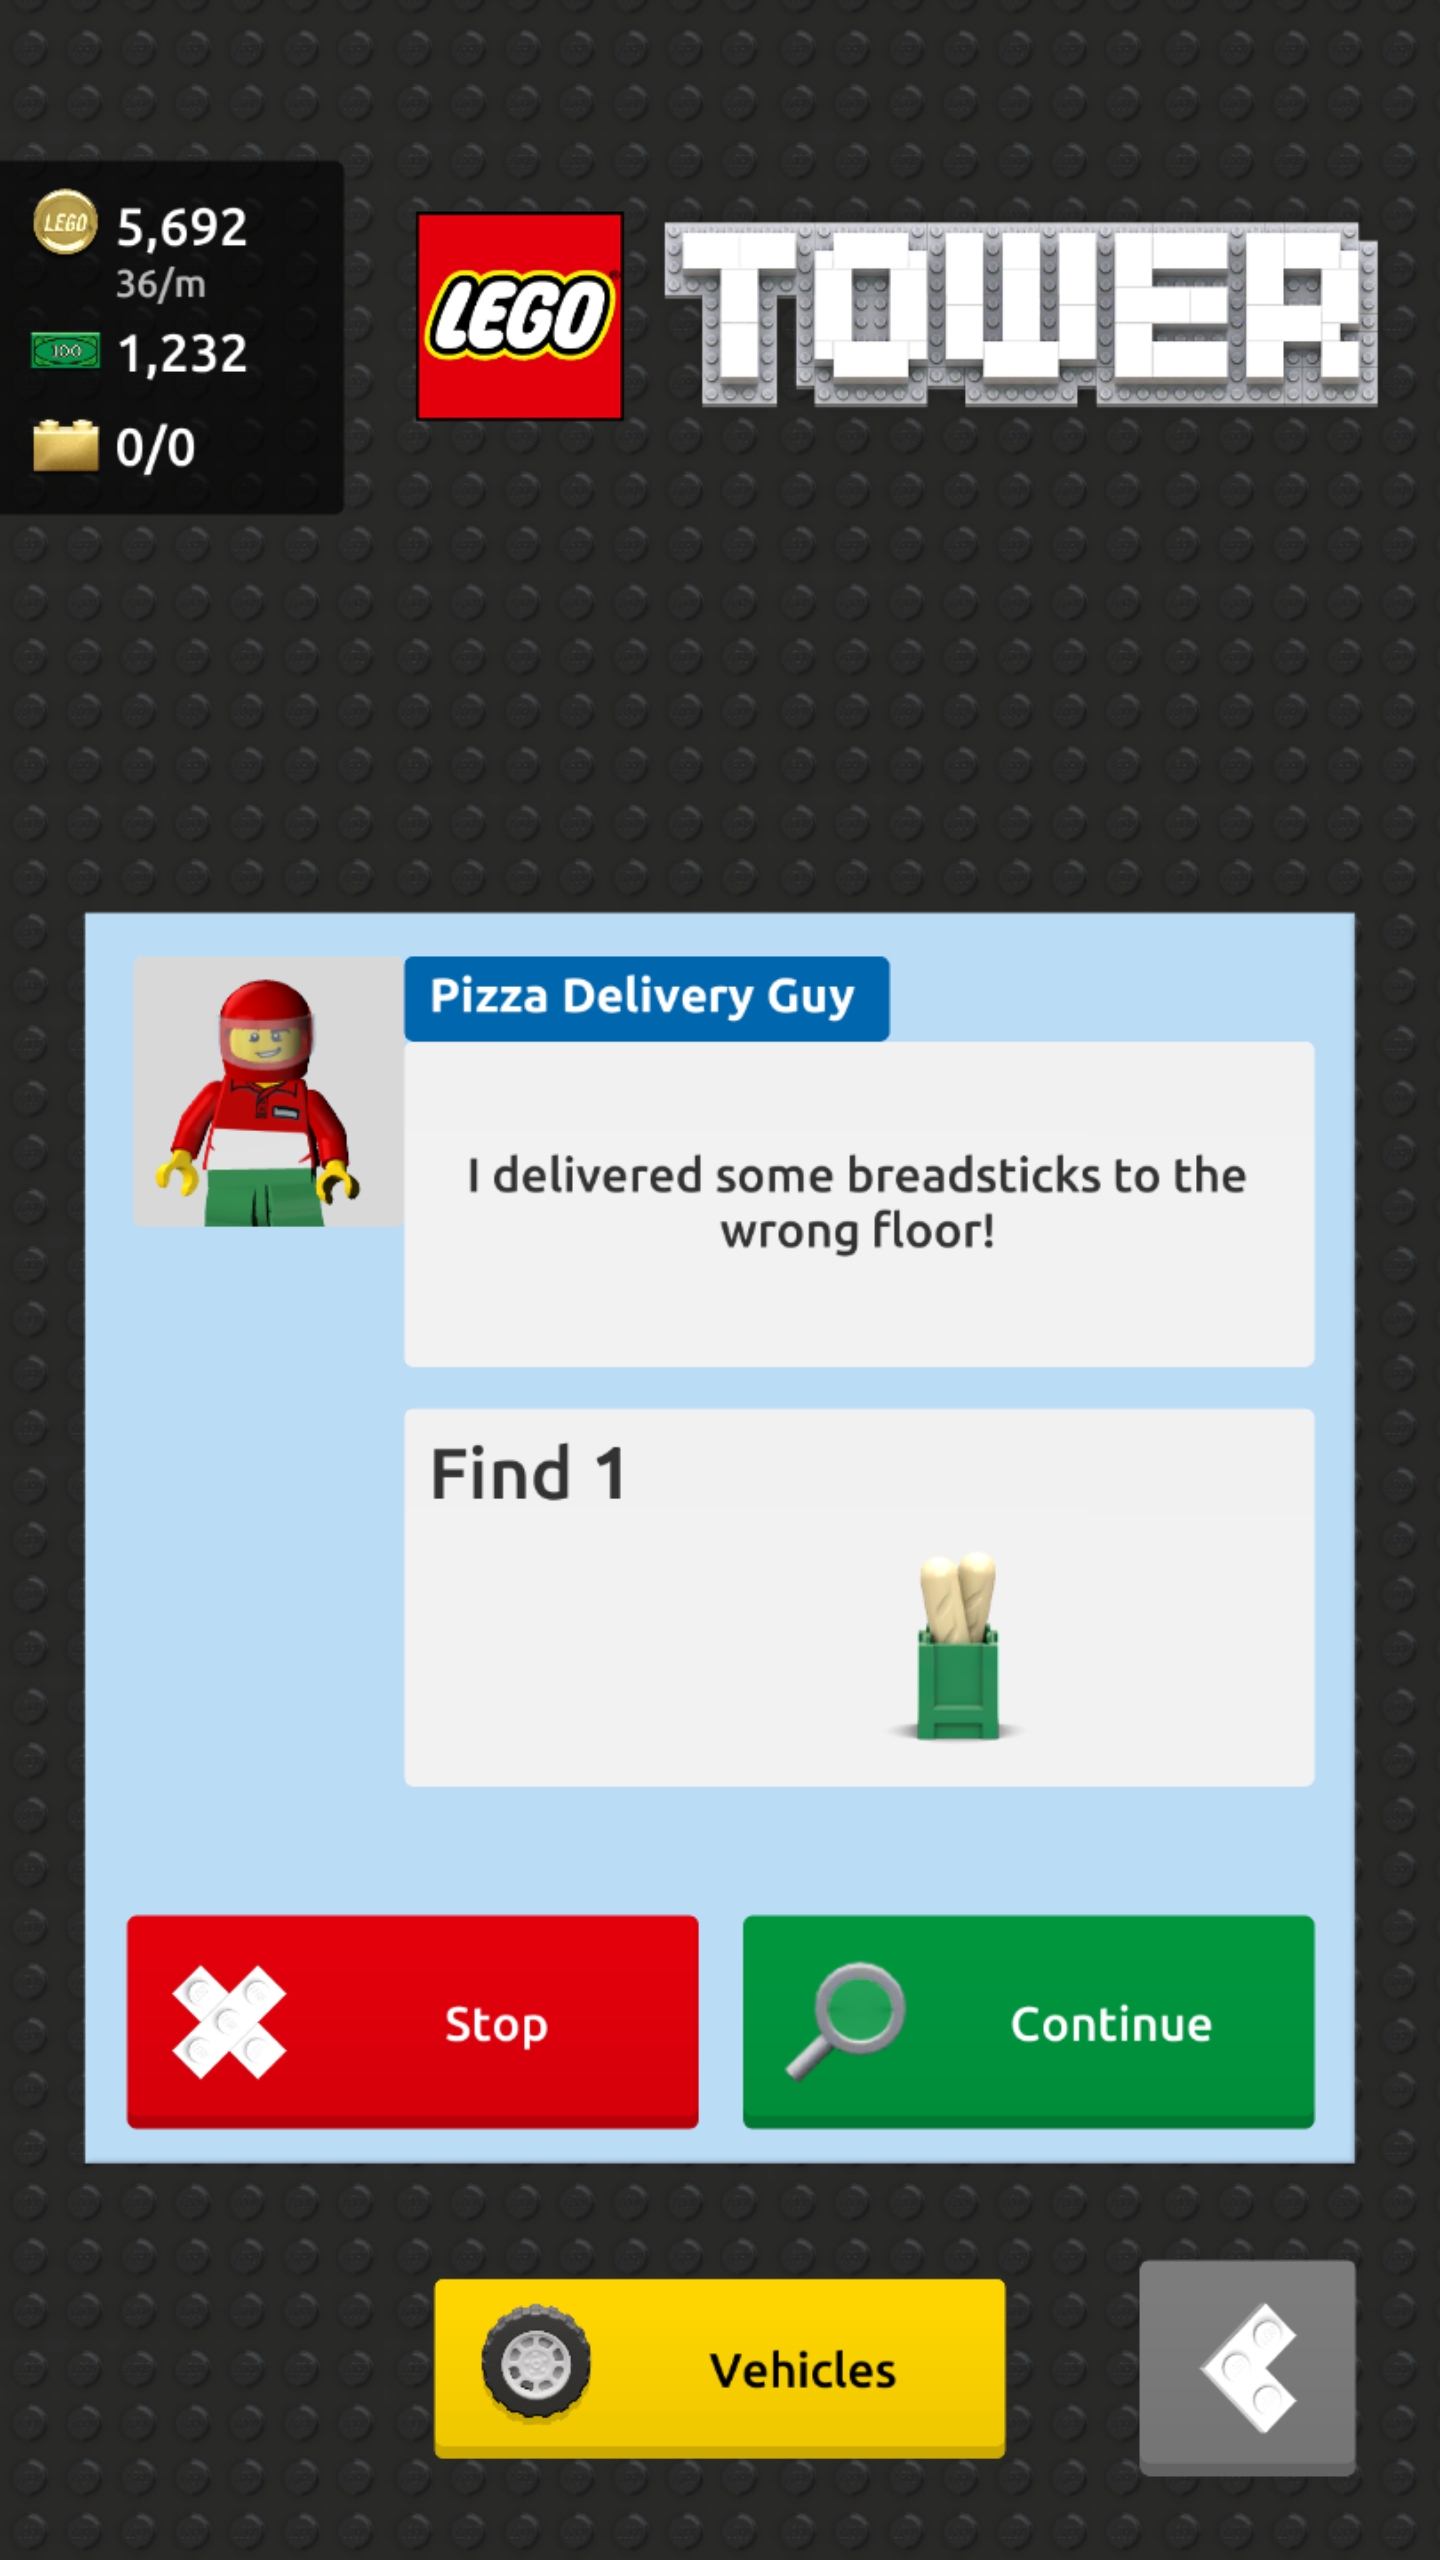 LEGO
5,692
36/m
100
1,232
0/0
LEGO
TOWER
Pizza Delivery Guy
I delivered some breadsticks to the
wrong floor!
Find 1
Stop
Continue
Vehicles